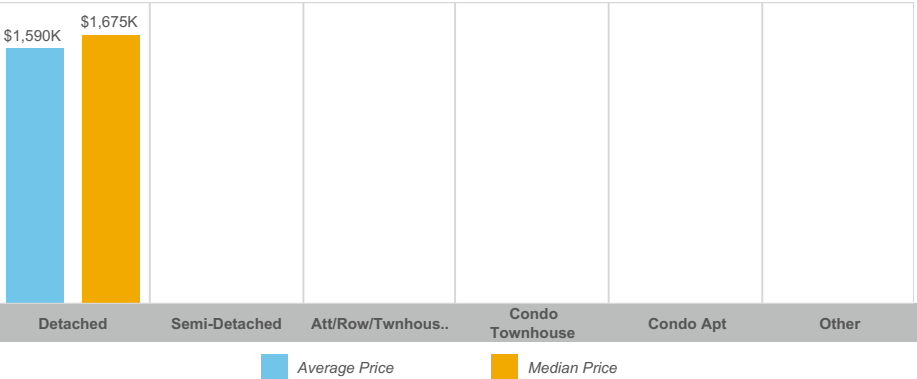 $1,590K
$1,675K
Detached
Semi-Detached
Att/Row/Twnhous..
Condo
Townhouse
Condo Apt
Other
Average Price
Median Price